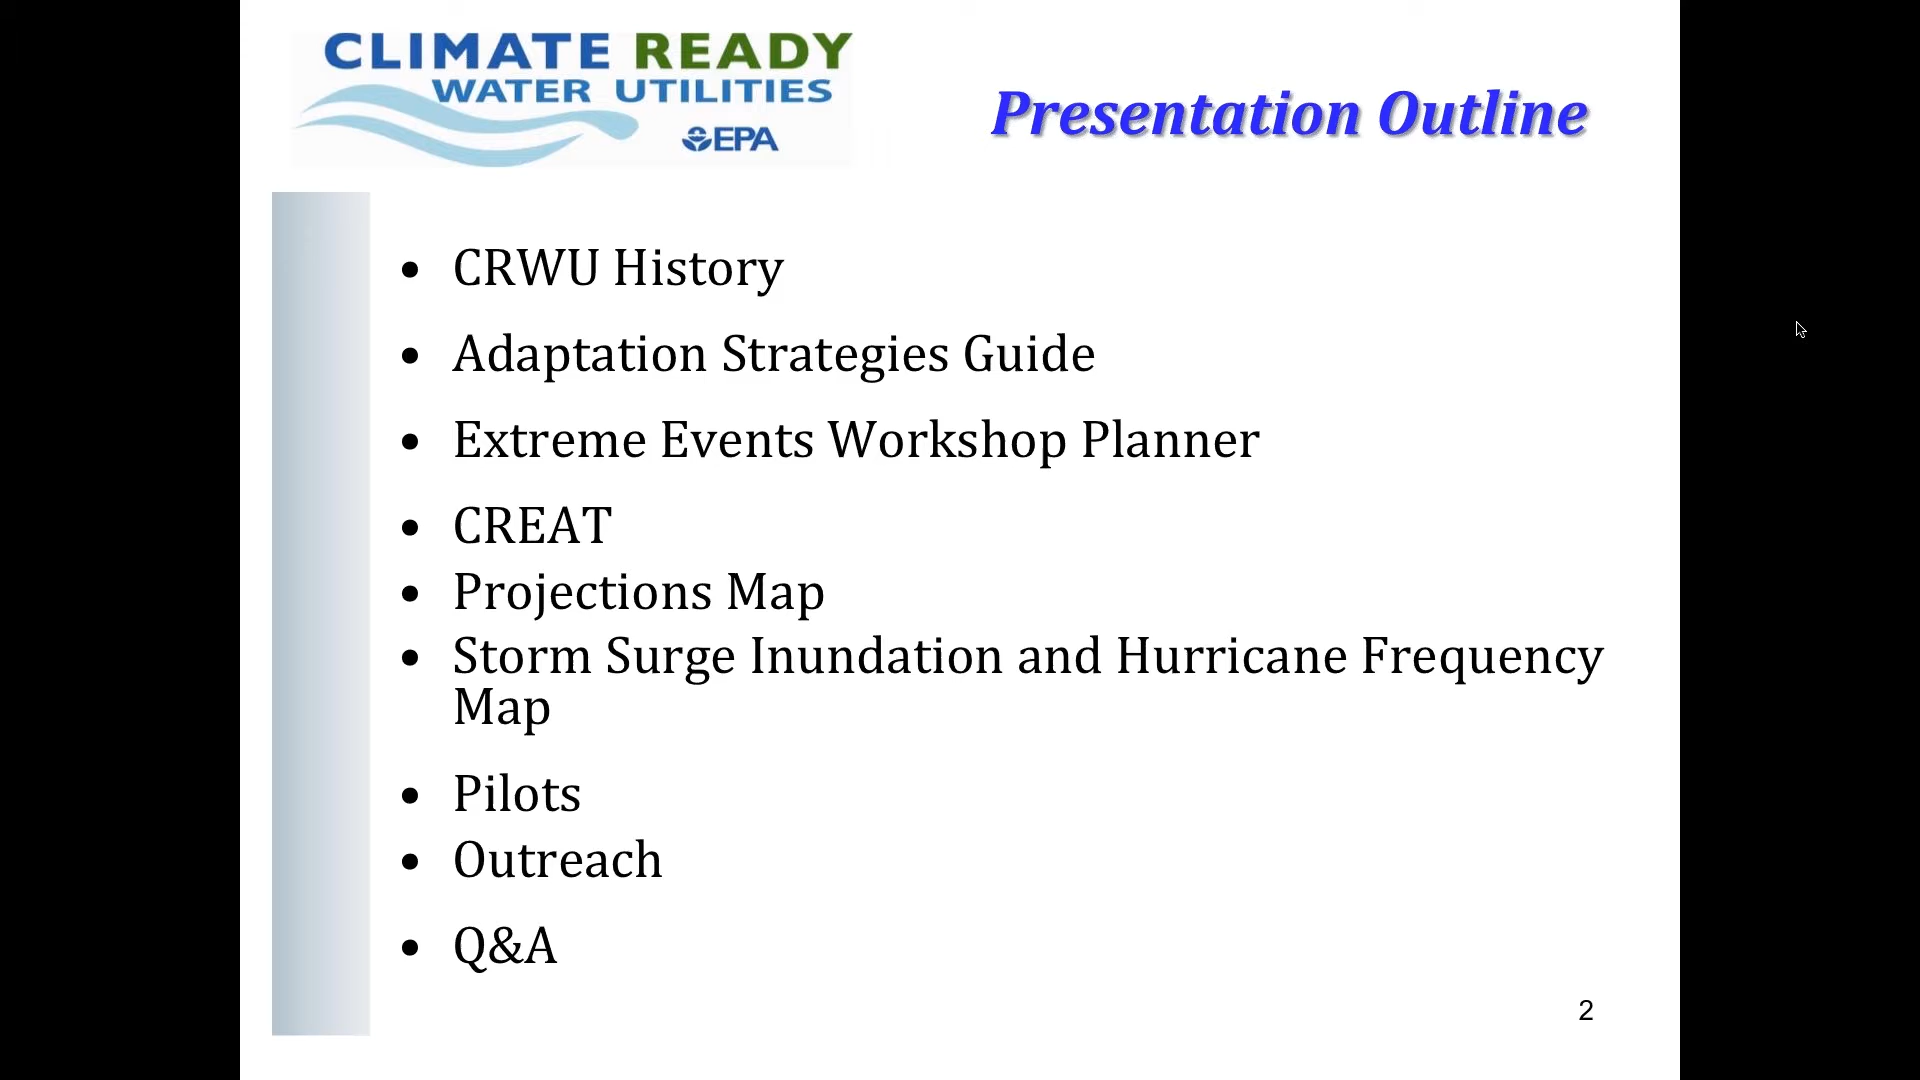 CLIMATE READY
WATER UTILITIES
EPA
Presentation Outline
• CRWU History
• Adaptation Strategies Guide
• Extreme Events Workshop Planner
• CREAT
• Projections Map
• Storm Surge Inundation and Hurricane Frequency
Map
• Pilots
• Outreach
• Q&A
2